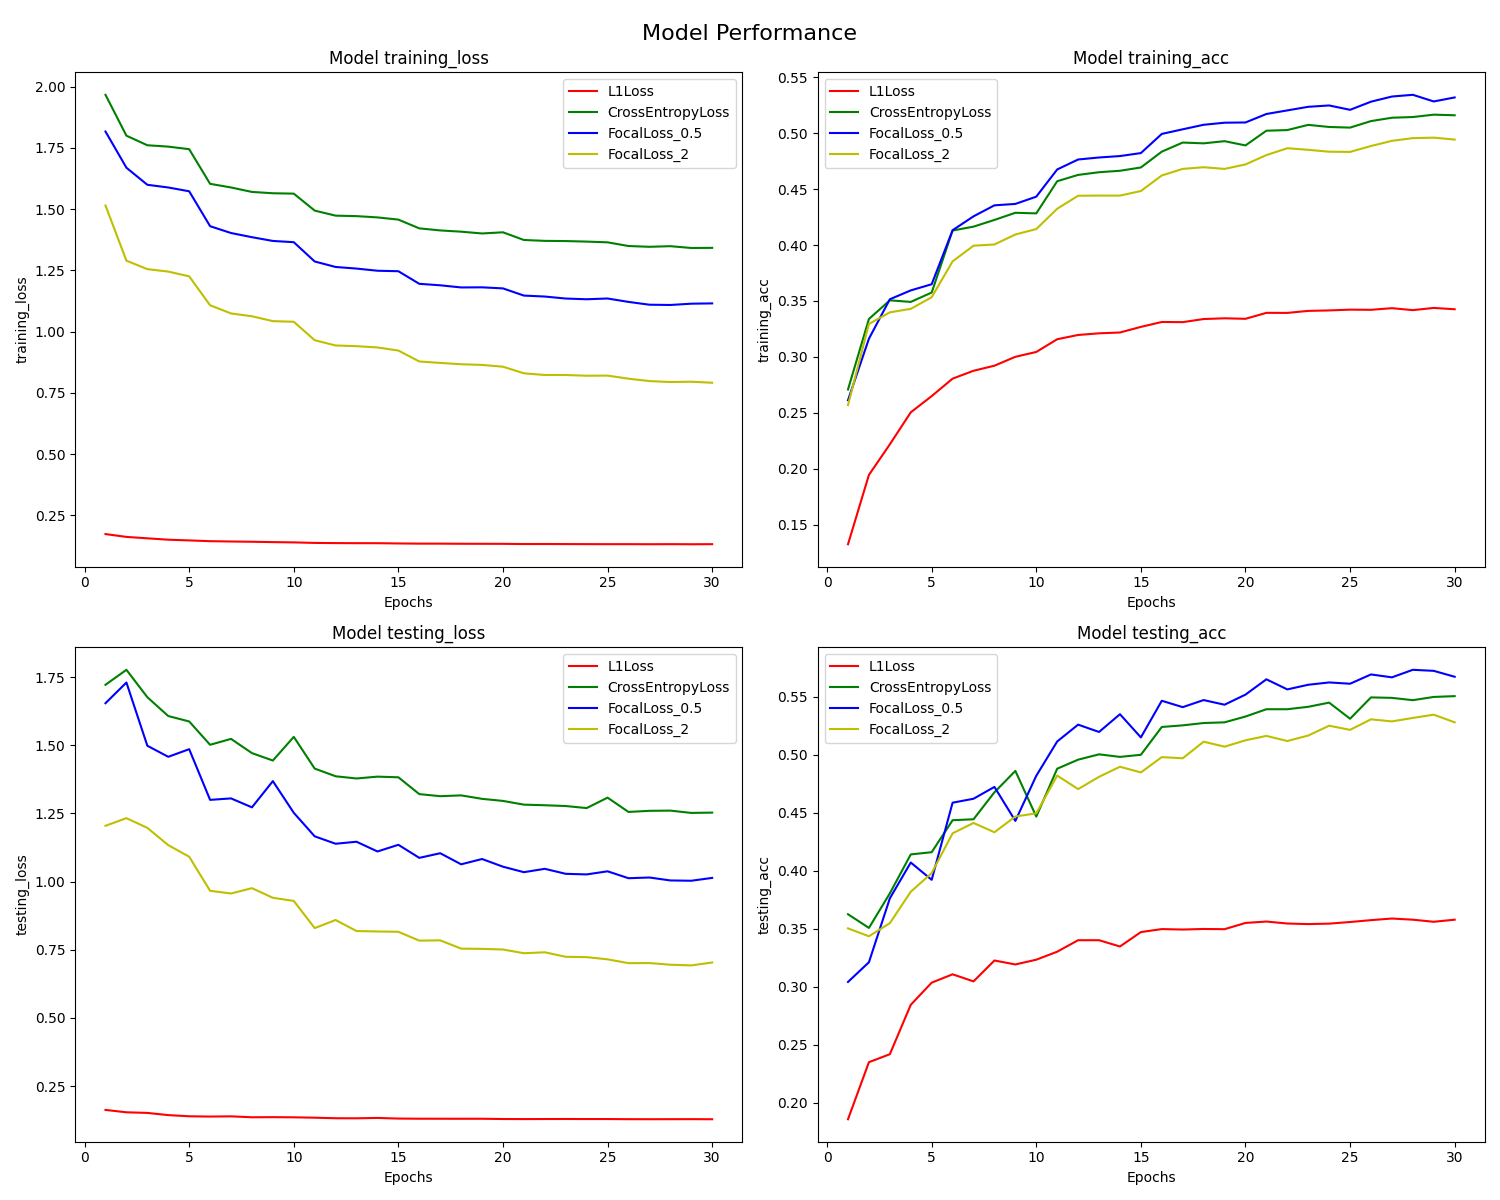 Model Performance
Model training_loss
training_loss
2.00
1.75
1.50
1.25
1.00
0.75
0.50
0.25
L1Loss
CrossEntropyLoss
FocalLoss_0.5
FocalLoss_2
0 5 10 15 20 25 30
Epochs
Model training_acc
training_acc
0.55
0.50
0.45
0.40
0.35
0.30
0.25
0.20
0.15
L1Loss
CrossEntropyLoss
FocalLoss_0.5
FocalLoss_2
0 5 10 15 20 25 30
Epochs
Model testing_loss
testing_loss
1.75
1.50
1.25
1.00
0.75
0.50
0.25
L1Loss
CrossEntropyLoss
FocalLoss_0.5
FocalLoss_2
0 5 10 15 20 25 30
Epochs
Model testing_acc
testing_acc
0.55
0.50
0.45
0.40
0.35
0.30
0.25
0.20
L1Loss
CrossEntropyLoss
FocalLoss_0.5
FocalLoss_2
0 5 10 15 20 25 30
Epochs